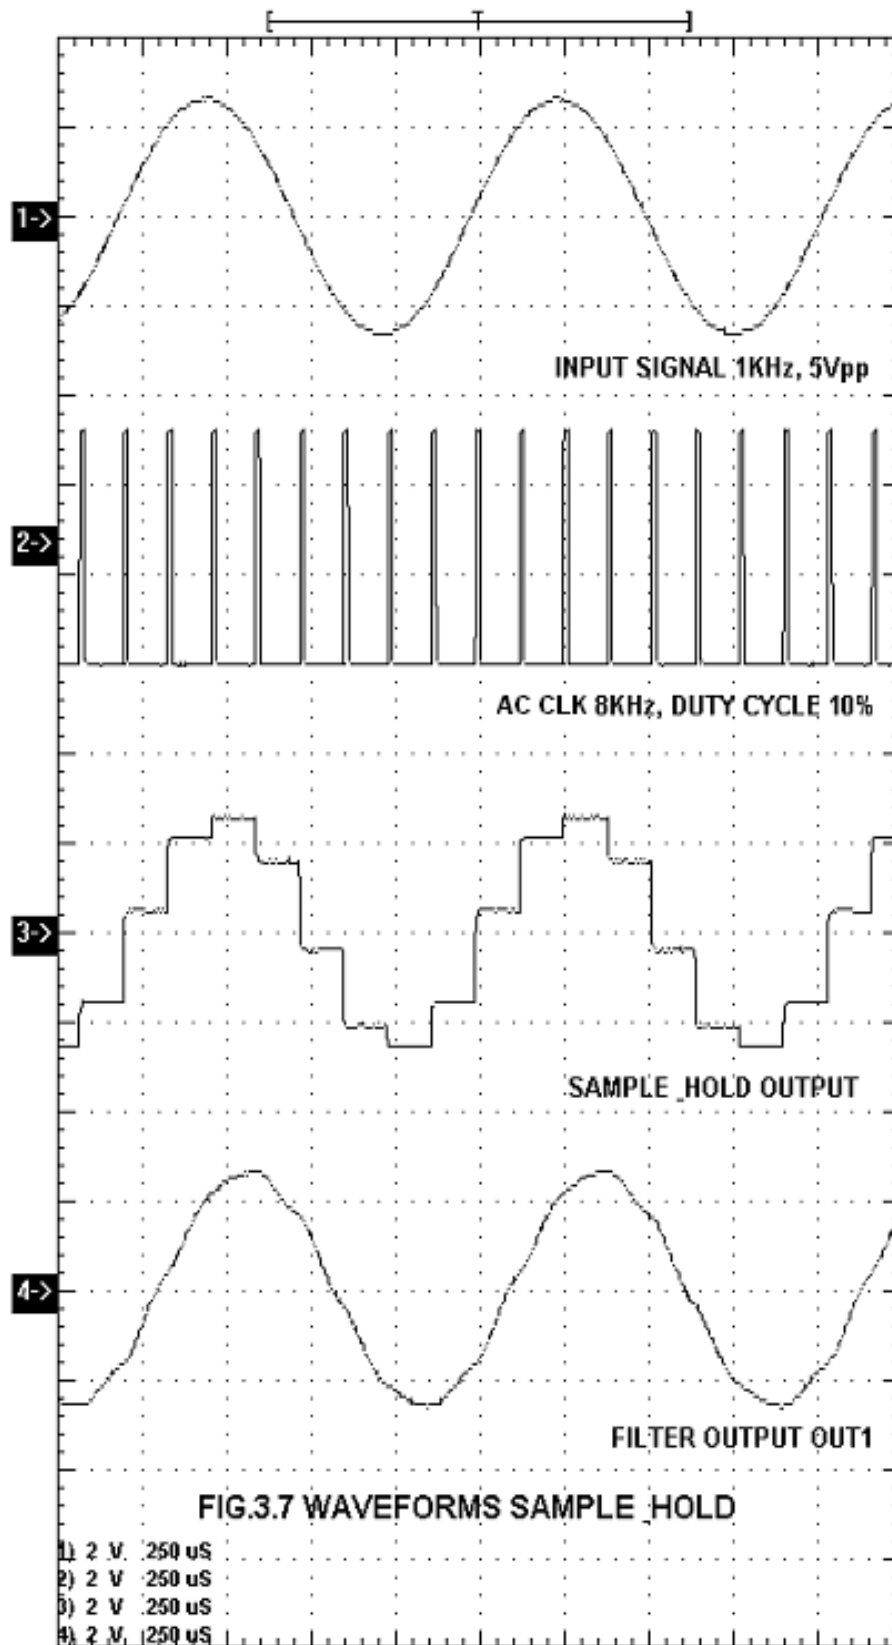 T
1->
INPUT SIGNAL 1KHz, 5Vpp
2->
AC CLK 8KHz, DUTY CYCLE 10%
3->
SAMPLE_HOLD OUTPUT
4->
FILTER OUTPUT OUT1
FIG.3.7 WAVEFORMS SAMPLE_HOLD
1) 2 V 250 uS
2) 2 V 250 uS
3) 2 V 250 uS
4) 2 V 250 uS